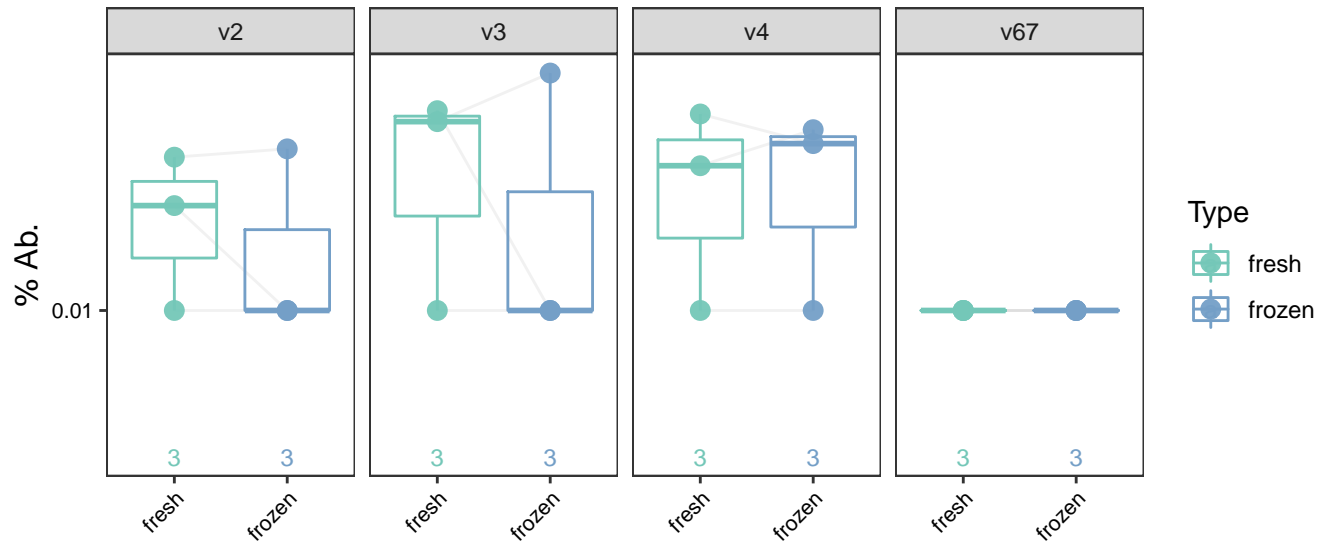 v2
v3
v4
v67
% Ab.
0.01
3
3
3
3
3
3
3
3
fresh
frozen
fresh
frozen
fresh
frozen
fresh
frozen
Type
fresh
frozen